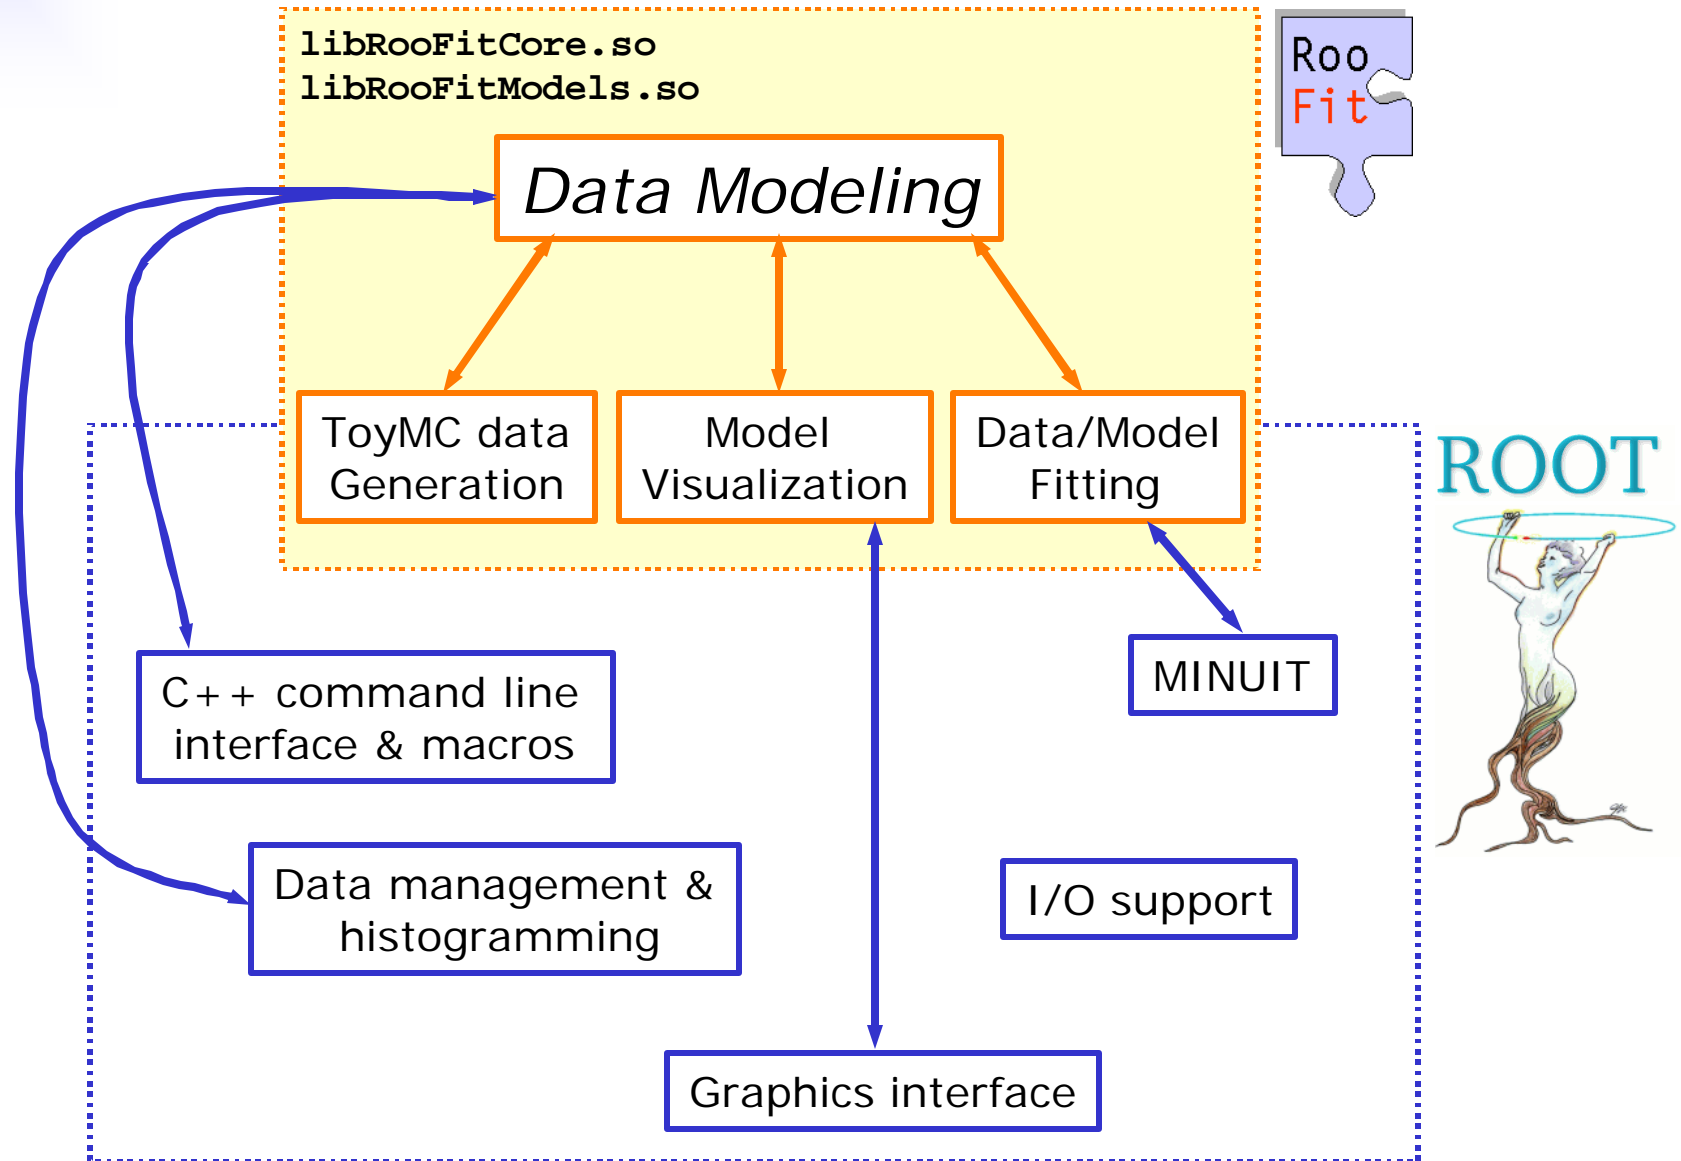 libRooFitCore.so
libRooFitModels.so
Roo
Fit
Data Modeling
ToyMC data
Generation
Model
Visualization
Data/Model
Fitting
ROOT
C++ command line
interface & macros
MINUIT
Data management &
histogramming
I/O support
Graphics interface